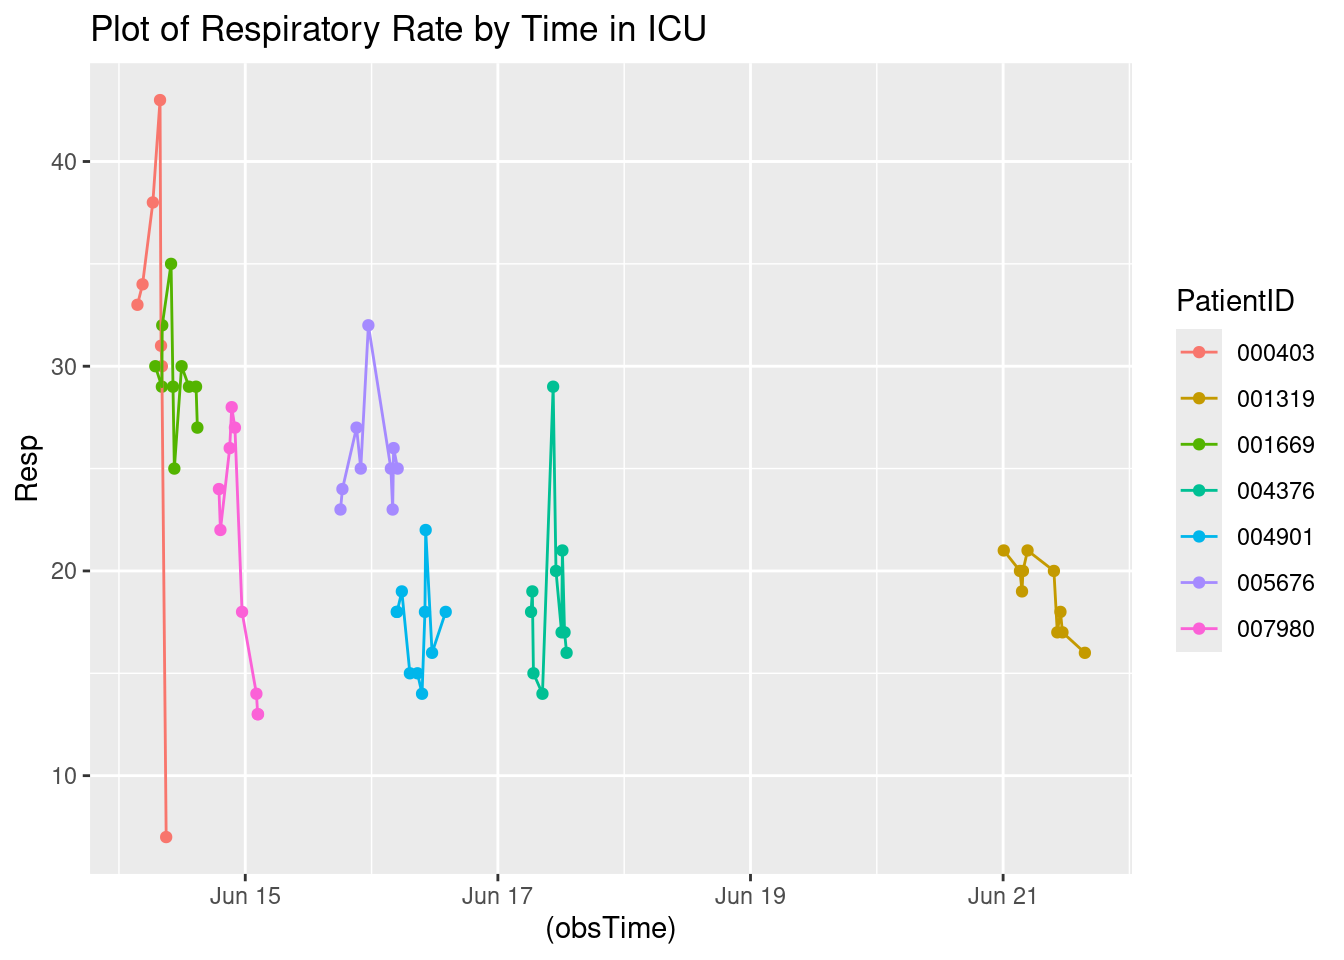 Plot of Respiratory Rate by Time in ICU
40
30
20
10
Resp
Jun 15
Jun 17
Jun 19
Jun 21
(obsTime)
PatientID
000403
001319
001669
004376
004901
005676
007980